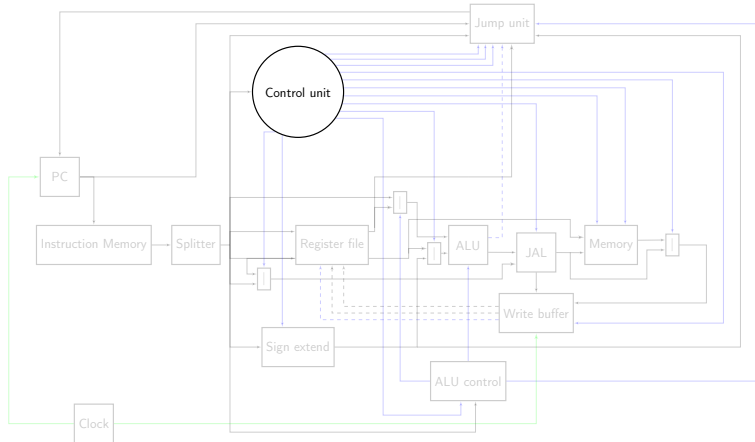 Jump unit
Control unit
PC
Instruction Memory
Splitter
Register file
ALU
JAL
Memory
Write buffer
Sign extend
ALU control
Clock